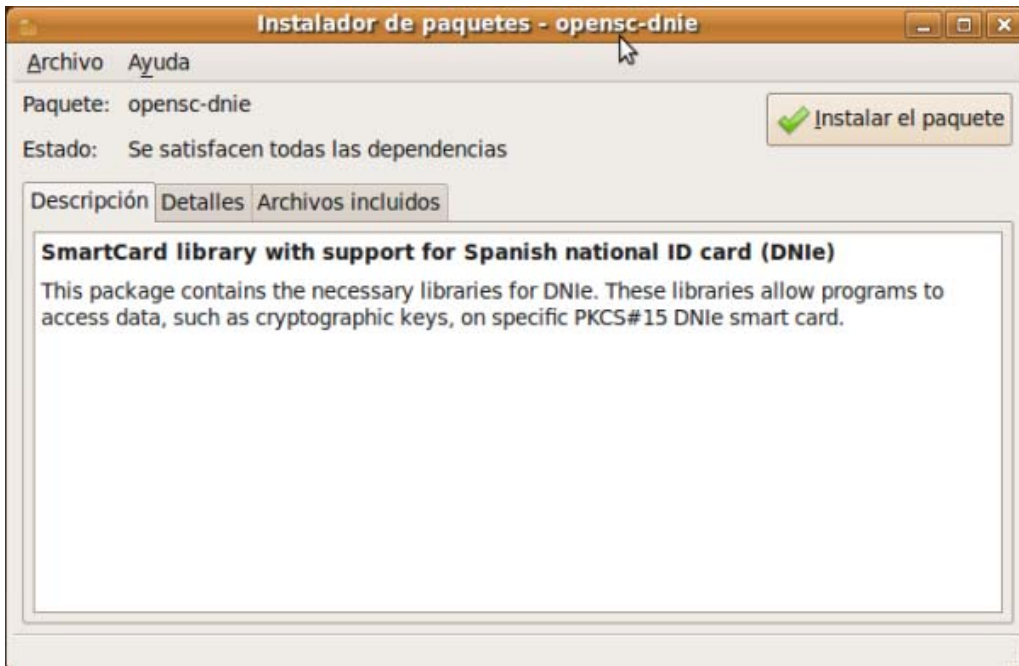 Instalador de paquetes - opensc-dnie
Archivo Ayuda
Paquete: opensc-dnie
Instalar el paquete
Estado: Se satisfacen todas las dependencias
Descripción Detalles Archivos incluidos
SmartCard library with support for Spanish national ID card (DNIe)
This package contains the necessary libraries for DNIe. These libraries allow programs to
access data, such as cryptographic keys, on specific PKCS#15 DNIe smart card.